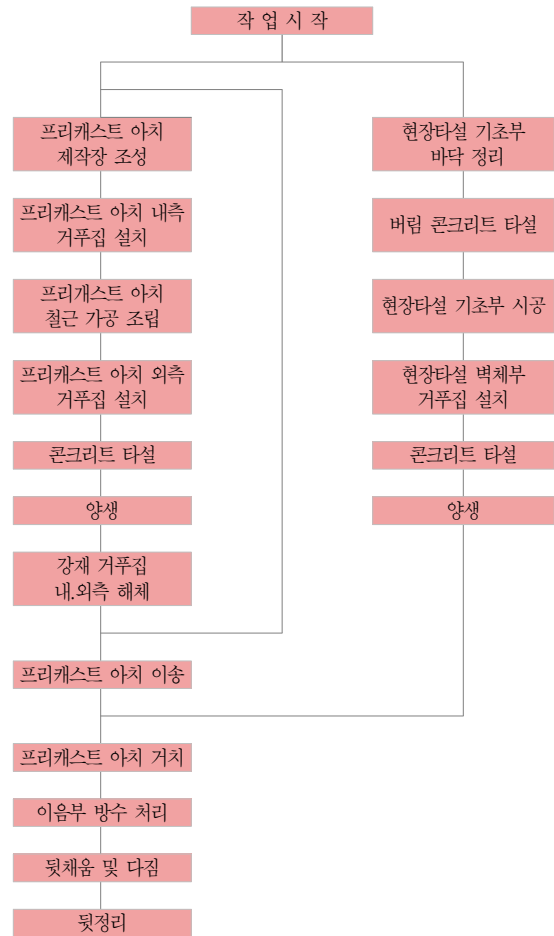 작 업 시 작
프리캐스트 아치
제작장 조성
프리캐스트 아치 내측
거푸집 설치
프리개스트 아치
철근 가공 조립
프리캐스트 아치 외측
거푸집 설치
콘크리트 타설
양생
강재 거푸집
내.외측 해체
프리캐스트 아치 이송
현장타설 기초부
바닥 정리
버림 콘크리트 타설
현장타설 기초부 시공
현장타설 벽체부
거푸집 설치
콘크리트 타설
양생
프리캐스트 아치 거치
이음부 방수 처리
뒷채움 및 다짐
뒷정리